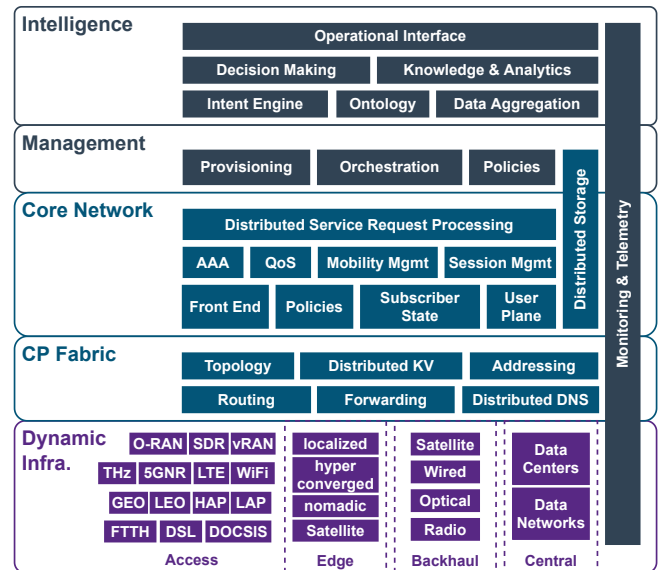 Intelligence
Operational Interface
Decision Making
Knowledge & Analytics
Intent Engine
Ontology
Data Aggregation
Management
Provisioning
Orchestration
Policies
Distributed Storage
Monitoring & Telemetry
Core Network
Distributed Service Request Processing
AAA
QoS
Mobility Mgmt
Session Mgmt
Front End
Policies
Subscriber
State
User
Plane
CP Fabric
Topology
Distributed KV
Addressing
Routing
Forwarding
Distributed DNS
Dynamic
Infra.
O-RAN
SDR
vRAN
THz
5GNR
LTE
WiFi
GEO
LEO
HAP
LAP
FTTH
DSL
DOCSIS
Access
localized
hyper
converged
nomadic
Satellite
Edge
Satellite
Wired
Optical
Radio
Backhaul
Data
Centers
Data
Networks
Central